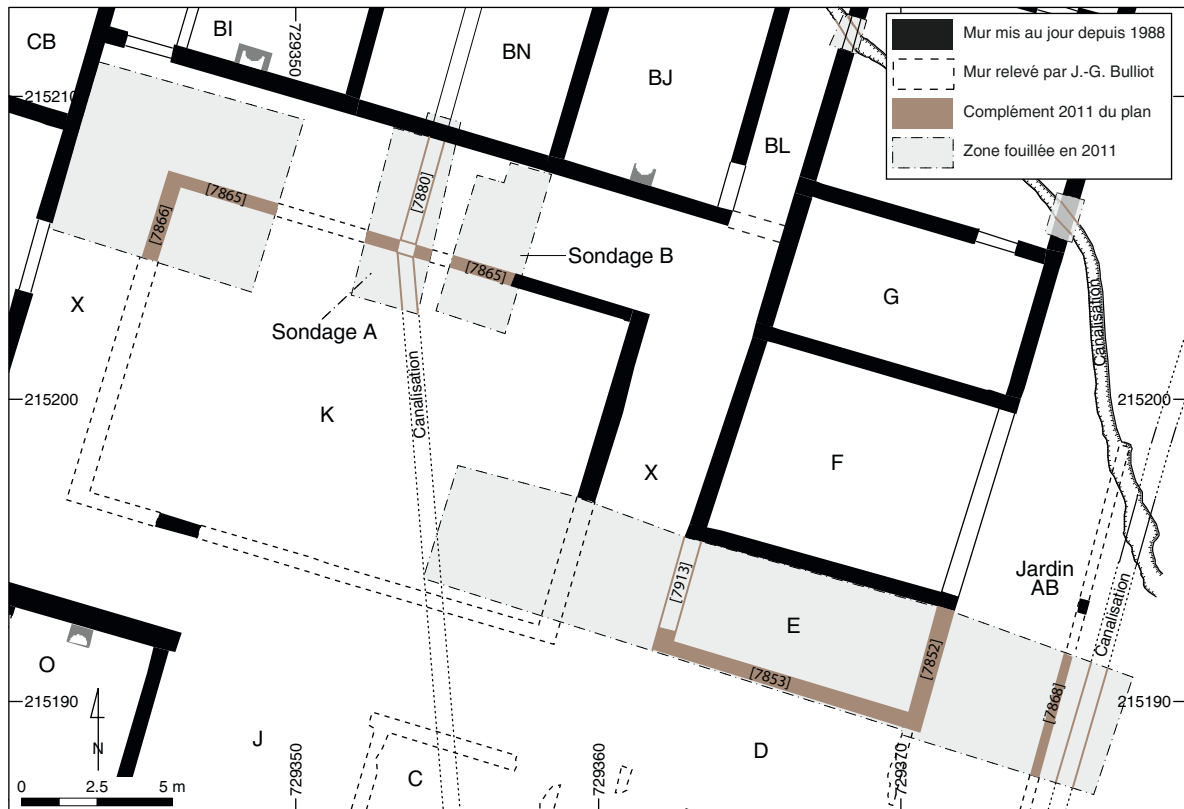 CB
BI
729350
BN
BJ
BL
Mur mis au jour depuis 1988
Mur relevé par J.-G. Bulliot
Complément 2011 du plan
Zone fouillée en 2011
215210
[7865]
[7866]
[7880]
[7865]
Sondage B
Sondage A
G
X
Canalisation
Canalisation
215200
215200
K
F
X
[7913]
E
[7852]
[7853]
Jardin
AB
Canalisation
[7868]
O
215190
215190
N
J
729350
C
729360
D
729370
0 2.5 5 m